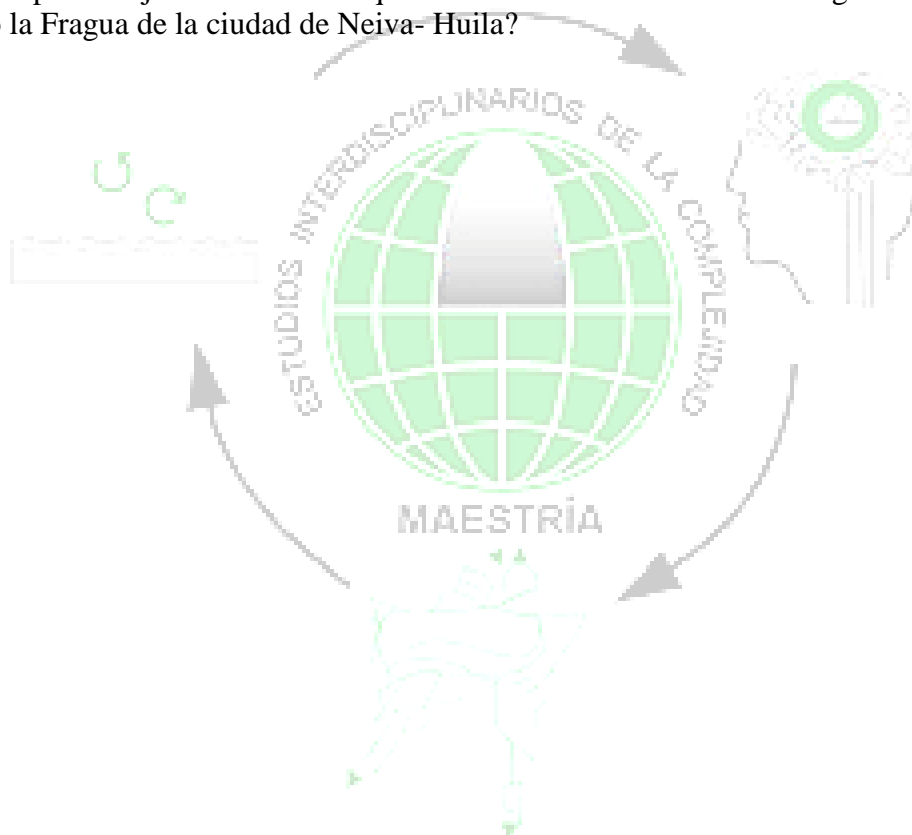 la Fragua de la ciudad de Neiva- Huila?
ESTUDIOS INTERDISCIPLINARIOS DE LA COMPLEJIDAD
MAESTRÍA